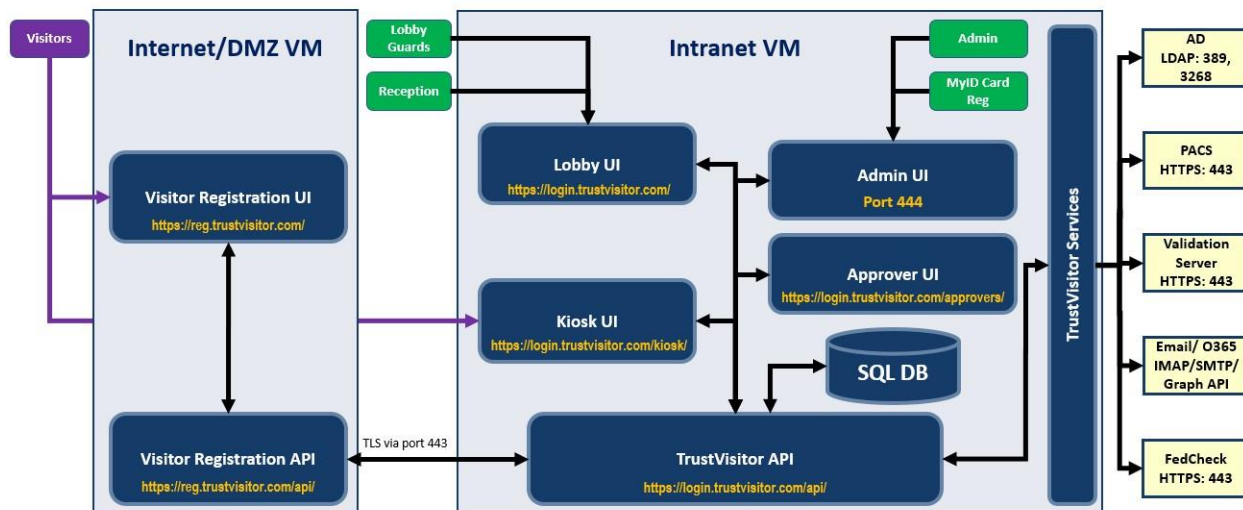 Visitors
Internet/DMZ VM
Visitor Registration UI
https://reg.trustvisitor.com/
Visitor Registration API
https://reg.trustvisitor.com/api/
TLS via port 443
Lobby
Guards
Reception
Intranet VM
Admin
MyID Card
Reg
Lobby UI
https://login.trustvisitor.com/
Admin UI
Port 444
Approver UI
https://login.trustvisitor.com/approvers/
Kiosk UI
https://login.trustvisitor.com/kiosk/
SQL DB
TrustVisitor API
https://login.trustvisitor.com/api/
TrustVisitor Services
AD
LDAP: 389,
3268
PACS
HTTPS: 443
Validation
Server
HTTPS: 443
Email/ O365
IMAP/SMTP/
Graph API
FedCheck
HTTPS: 443